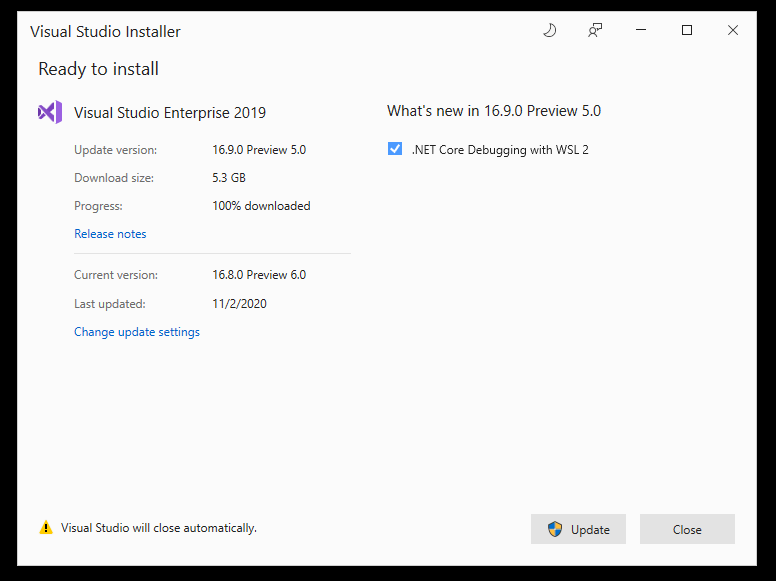 Visual Studio Installer
Ready to install
Visual Studio Enterprise 2019
Update version: 16.9.0 Preview 5.0
Download size: 5.3 GB
Progress: 100% downloaded
Release notes
Current version: 16.8.0 Preview 6.0
Last updated: 11/2/2020
Change update settings
What's new in 16.9.0 Preview 5.0
.NET Core Debugging with WSL 2
Visual Studio will close automatically.
Update
Close